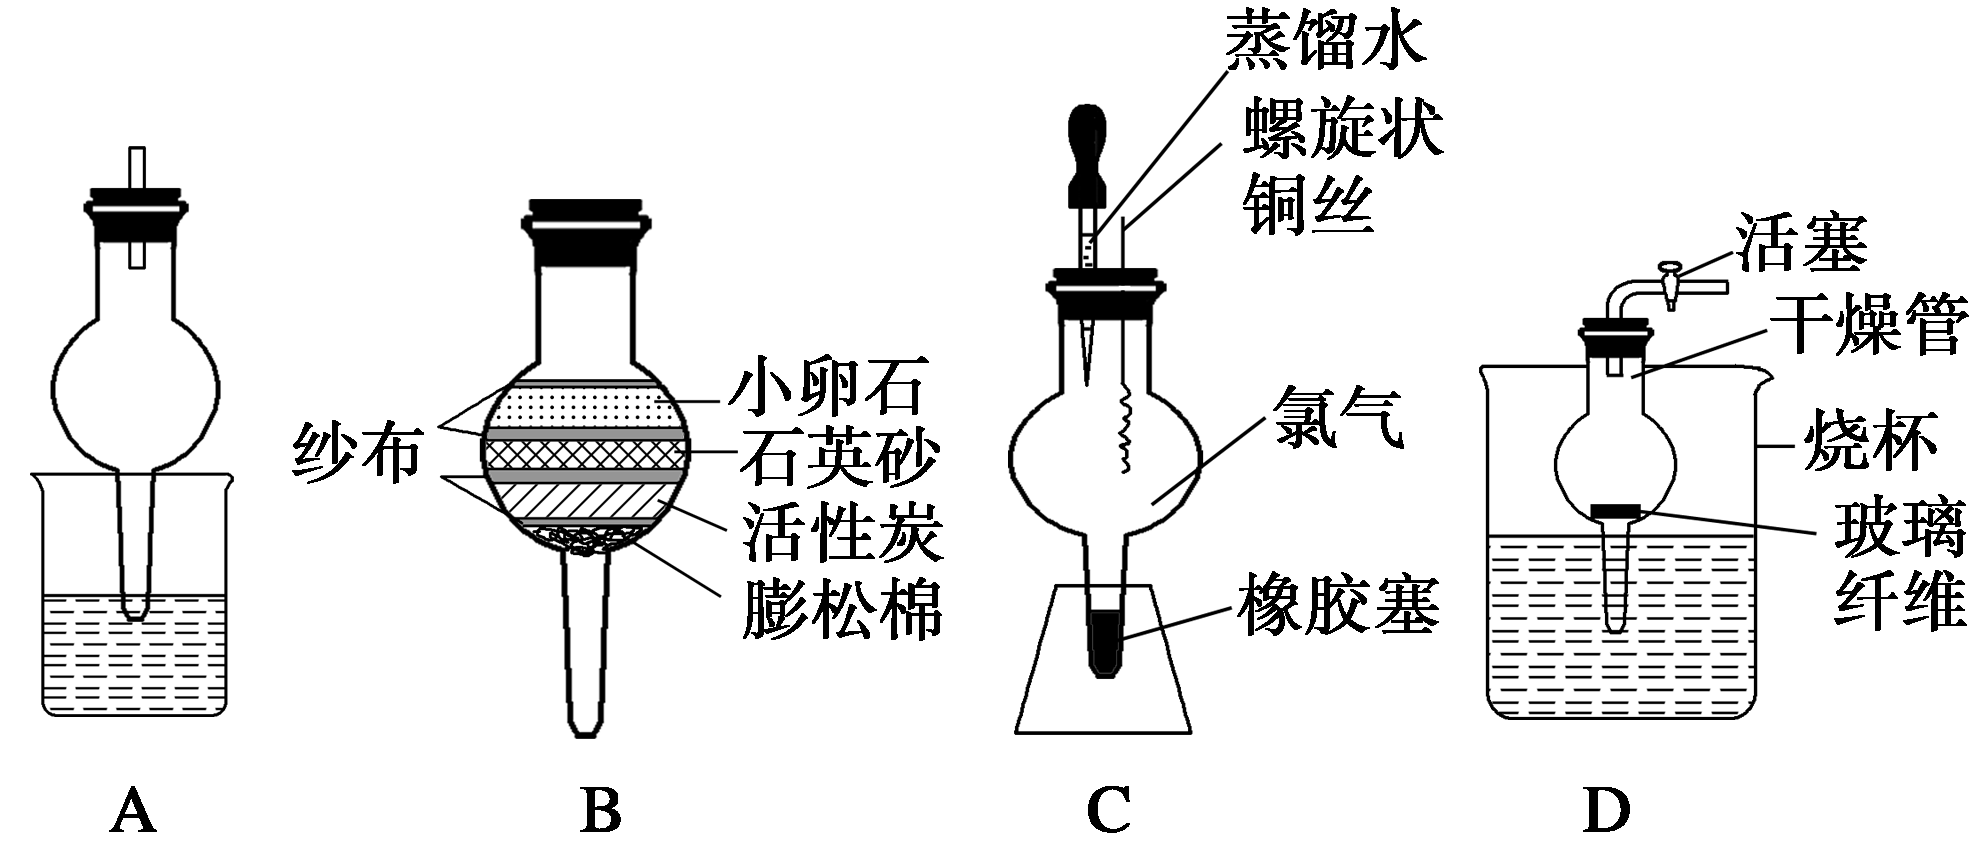 蒸馏水
螺旋状
铜丝
活塞
干燥管
小卵石
纱布
石英砂
氯气
烧杯
活性炭
玻璃
纤维
膨松棉
橡胶塞
A
B
C
D